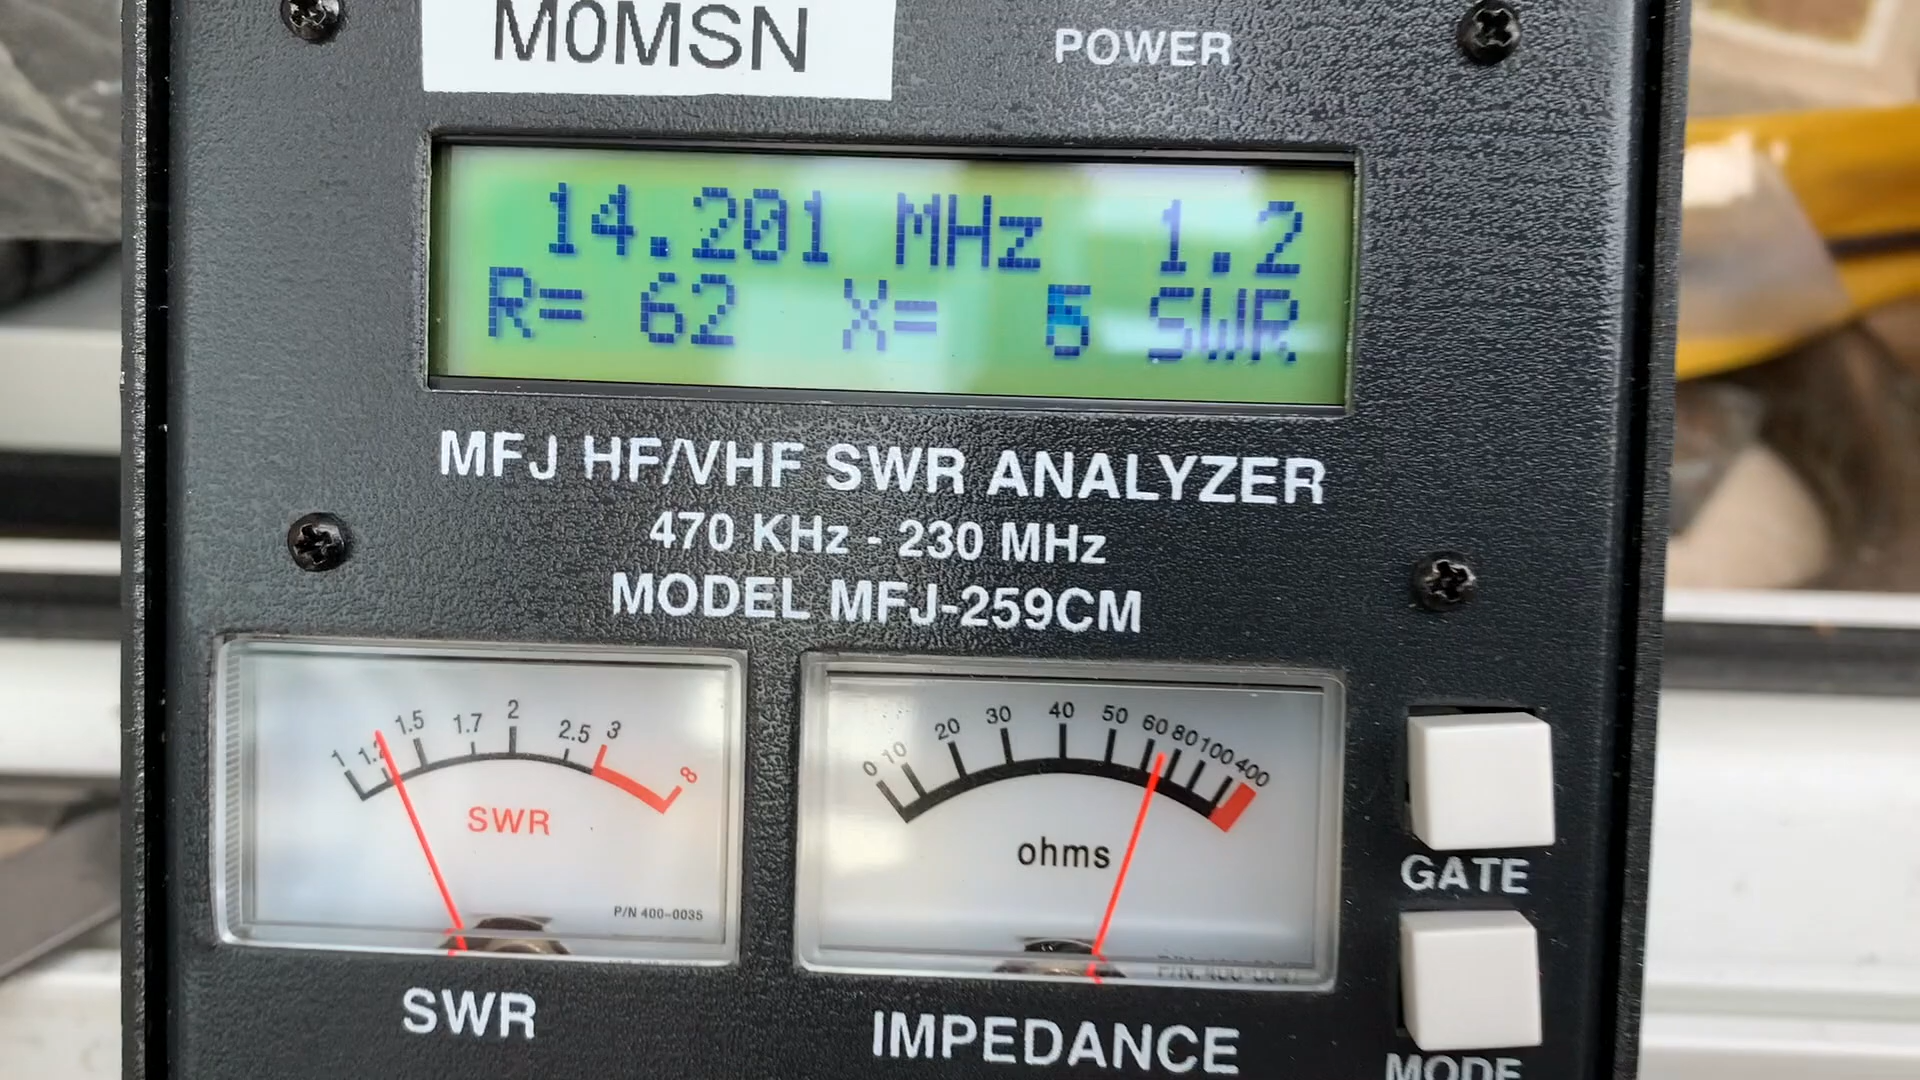 M0MSN
POWER
14.201 MHz 1.2
R= 62 X= 5 SWR
MFJ HF/VHF SWR ANALYZER
470 KHz - 230 MHz
MODEL MFJ-259CM
1 1.2 1.5 1.7 2 2.5 3 8
SWR
P/N 400-0035
0 10 20 30 40 50 60 80 100 400
ohms
GATE
SWR
IMPEDANCE
MODE